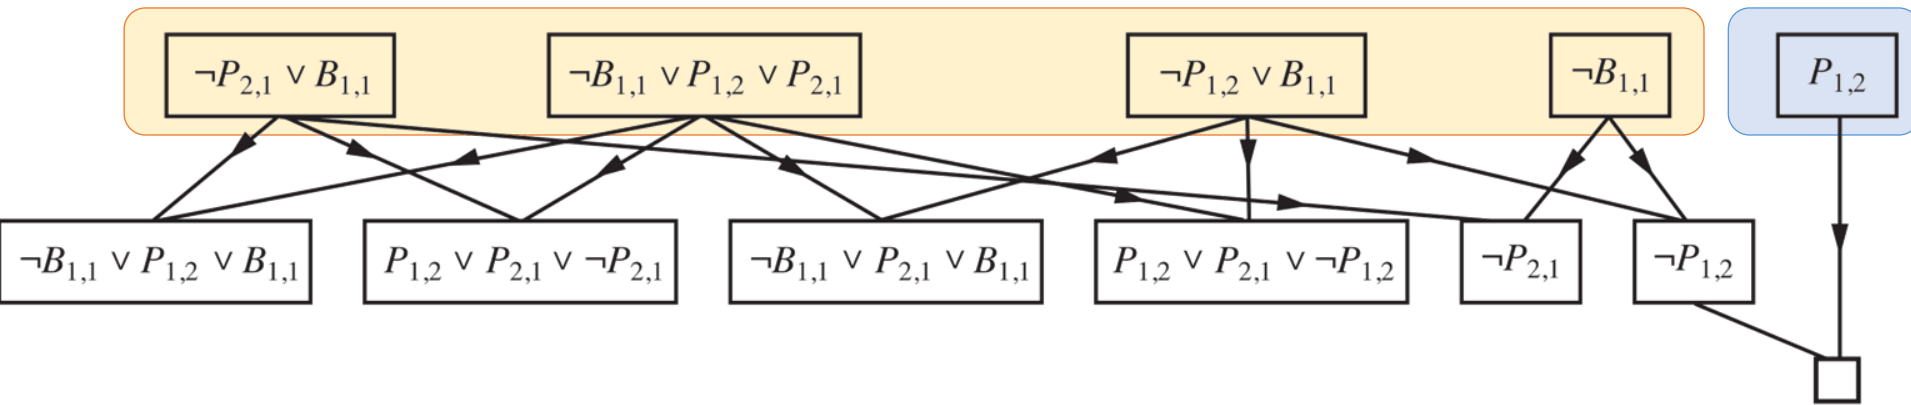 ¬P₂,₁ ∨ B₁,₁
¬B₁,₁ ∨ P₁,₂ ∨ P₂,₁
¬P₁,₂ ∨ B₁,₁
¬B₁,₁
P₁,₂
¬B₁,₁ ∨ P₁,₂ ∨ B₁,₁
P₁,₂ ∨ P₂,₁ ∨ ¬P₂,₁
¬B₁,₁ ∨ P₂,₁ ∨ B₁,₁
P₁,₂ ∨ P₂,₁ ∨ ¬P₁,₂
¬P₂,₁
¬P₁,₂